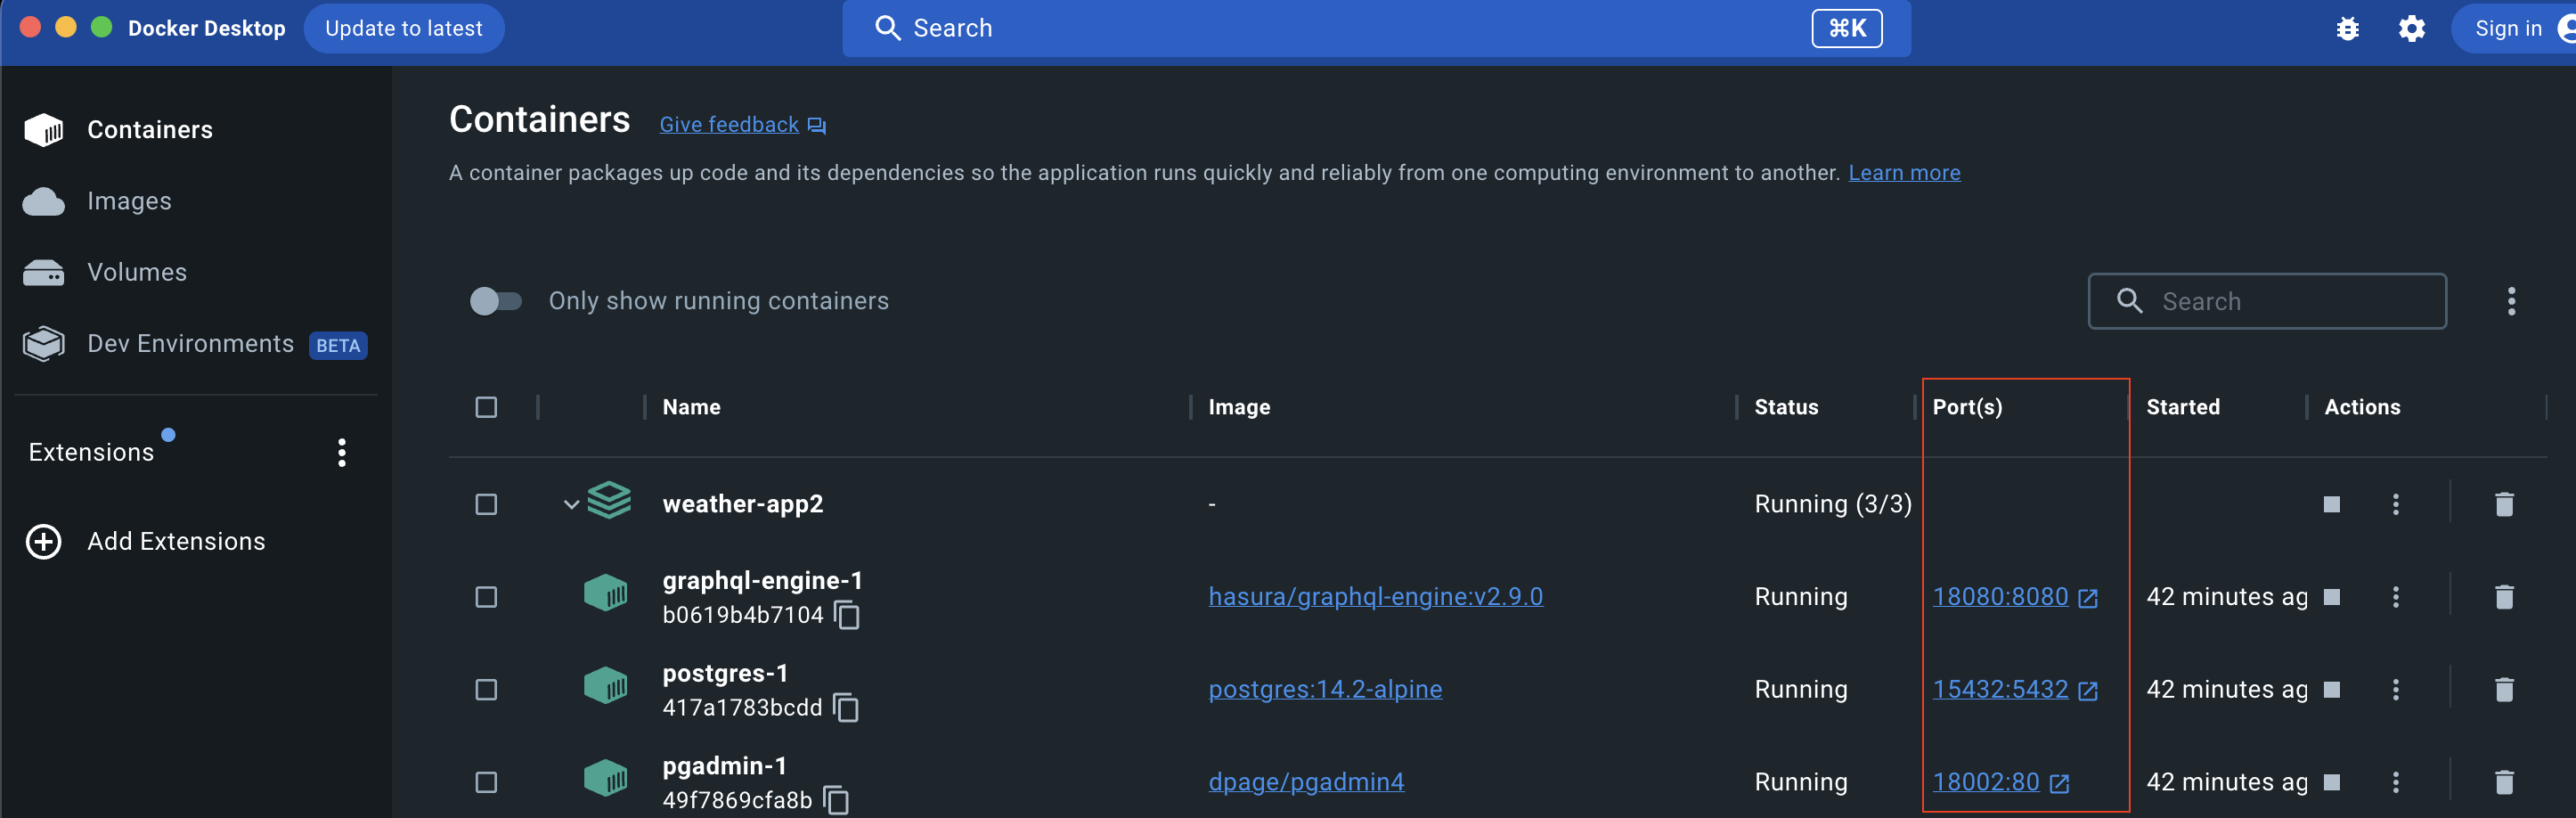 Docker Desktop Update to latest Search ⌘K Sign in
Containers
Images
Volumes
Dev Environments BETA
Extensions
Add Extensions
Containers Give feedback
A container packages up code and its dependencies so the application runs quickly and reliably from one computing environment to another. Learn more
Only show running containers Search
Name Image Status Port(s) Started Actions
weather-app2 - Running (3/3)
graphql-engine-1
b0619b4b7104 hasura/graphql-engine:v2.9.0 Running 18080:8080 42 minutes ag
postgres-1
417a1783bcdd postgres:14.2-alpine Running 15432:5432 42 minutes ag
pgadmin-1
49f7869cfa8b dpage/pgadmin4 Running 18002:80 42 minutes ag